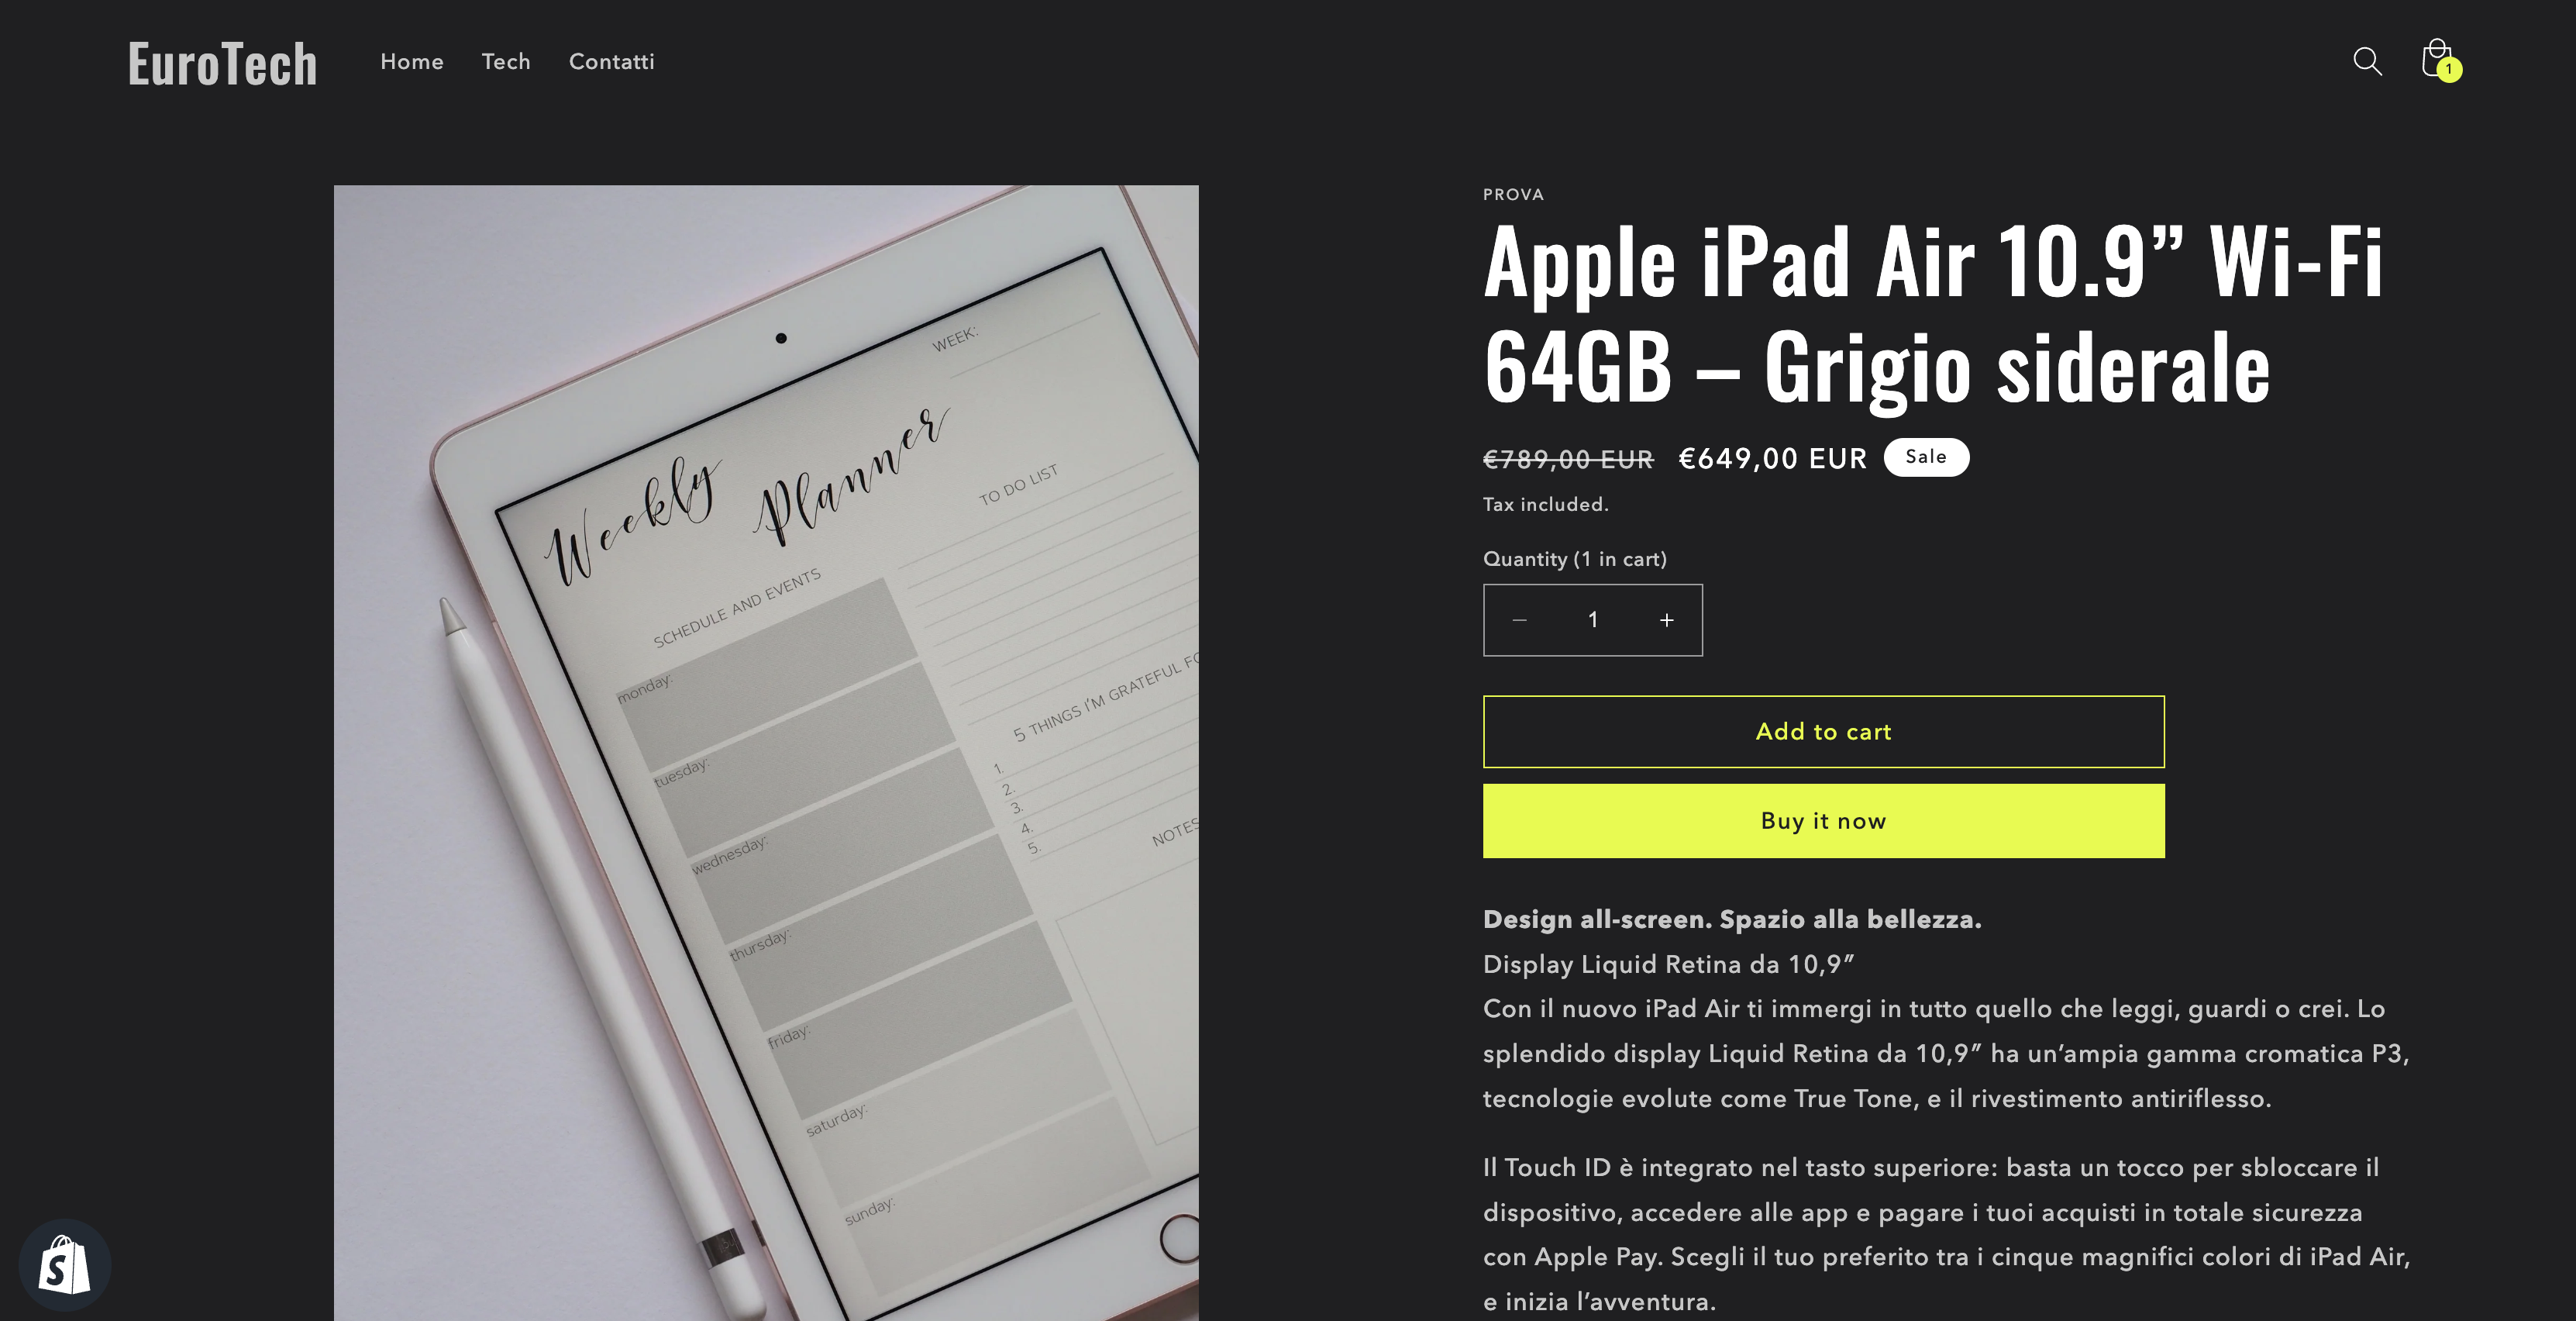 EuroTech
Home
Tech
Contatti
1
PROVA
Apple iPad Air 10.9” Wi-Fi
64GB – Grigio siderale
€789,00 EUR €649,00 EUR Sale
Tax included.
Quantity (1 in cart)
− 1 +
Add to cart
Buy it now
Design all-screen. Spazio alla bellezza.
Display Liquid Retina da 10,9″
Con il nuovo iPad Air ti immergi in tutto quello che leggi, guardi o crei. Lo
splendido display Liquid Retina da 10,9″ ha un’ampia gamma cromatica P3,
tecnologie evolute come True Tone, e il rivestimento antiriflesso.
Il Touch ID è integrato nel tasto superiore: basta un tocco per sbloccare il
dispositivo, accedere alle app e pagare i tuoi acquisti in totale sicurezza
con Apple Pay. Scegli il tuo preferito tra i cinque magnifici colori di iPad Air,
e inizia l’avventura.
WEEK:
Weekly Planner
SCHEDULE AND EVENTS
monday:
tuesday:
wednesday:
thursday:
friday:
saturday:
sunday:
TO DO LIST
5 THINGS I’M GRATEFUL FO
1.
2.
3.
4.
5.
NOTES
S